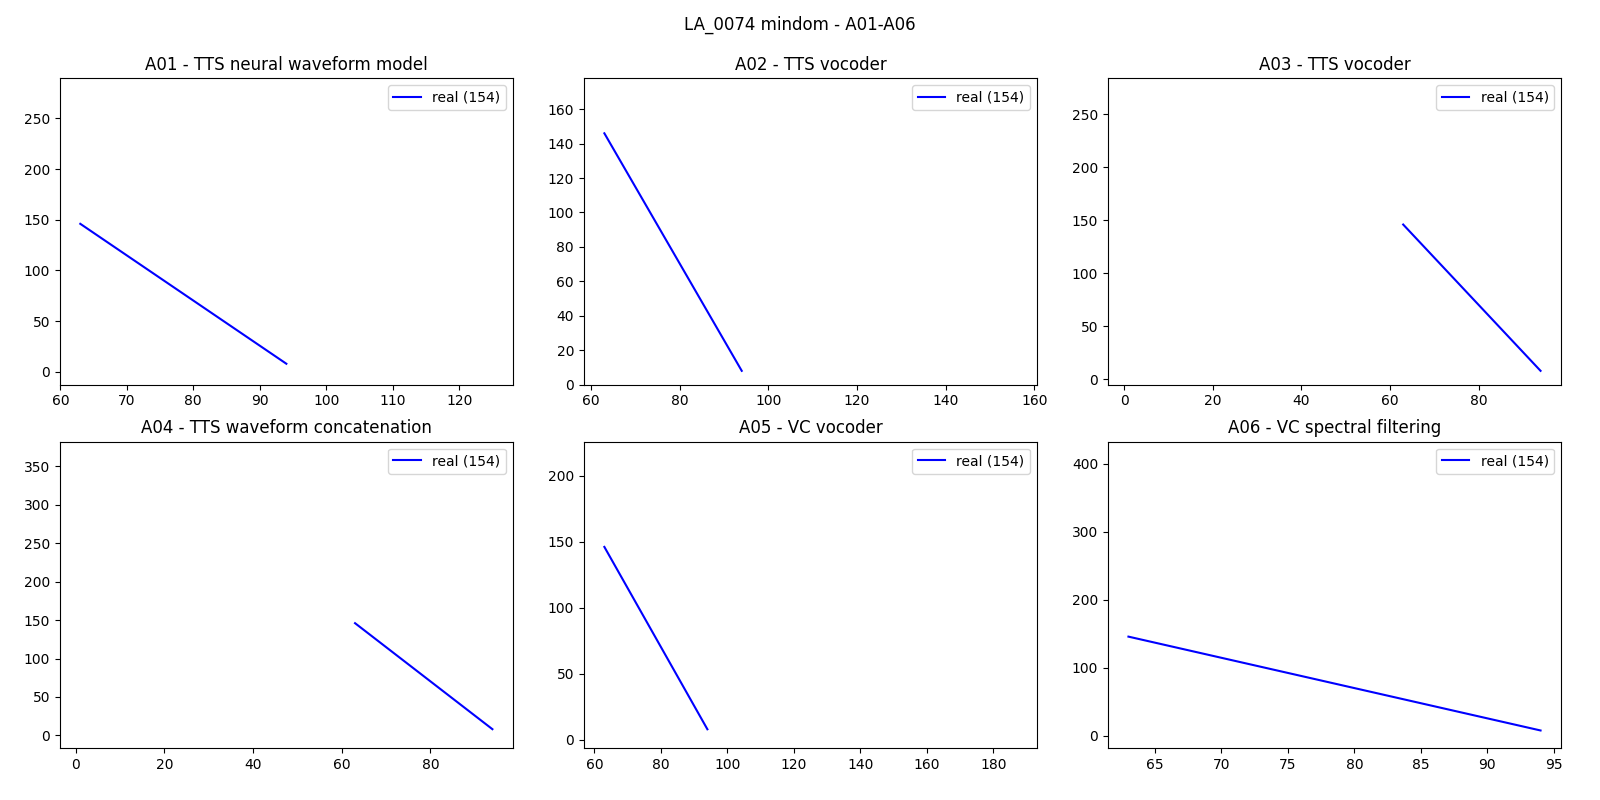 LA_0074 mindom - A01-A06
A01 - TTS neural waveform model
real (154)
250
200
150
100
50
0
60 70 80 90 100 110 120
A02 - TTS vocoder
real (154)
160
140
120
100
80
60
40
20
0
60 80 100 120 140 160
A03 - TTS vocoder
real (154)
250
200
150
100
50
0
0 20 40 60 80
A04 - TTS waveform concatenation
real (154)
350
300
250
200
150
100
50
0
0 20 40 60 80
A05 - VC vocoder
real (154)
200
150
100
50
0
60 80 100 120 140 160 180
A06 - VC spectral filtering
real (154)
400
300
200
100
0
65 70 75 80 85 90 95